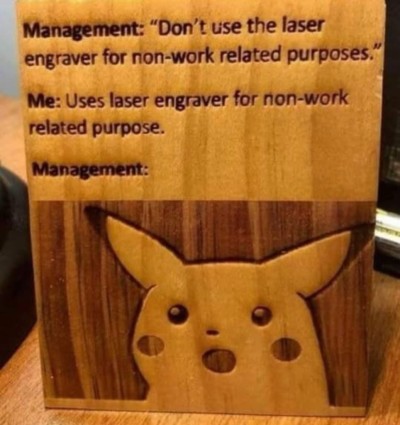 Management: “Don’t use the laser
engraver for non-work related purposes.”
Me: Uses laser engraver for non-work
related purpose.
Management: